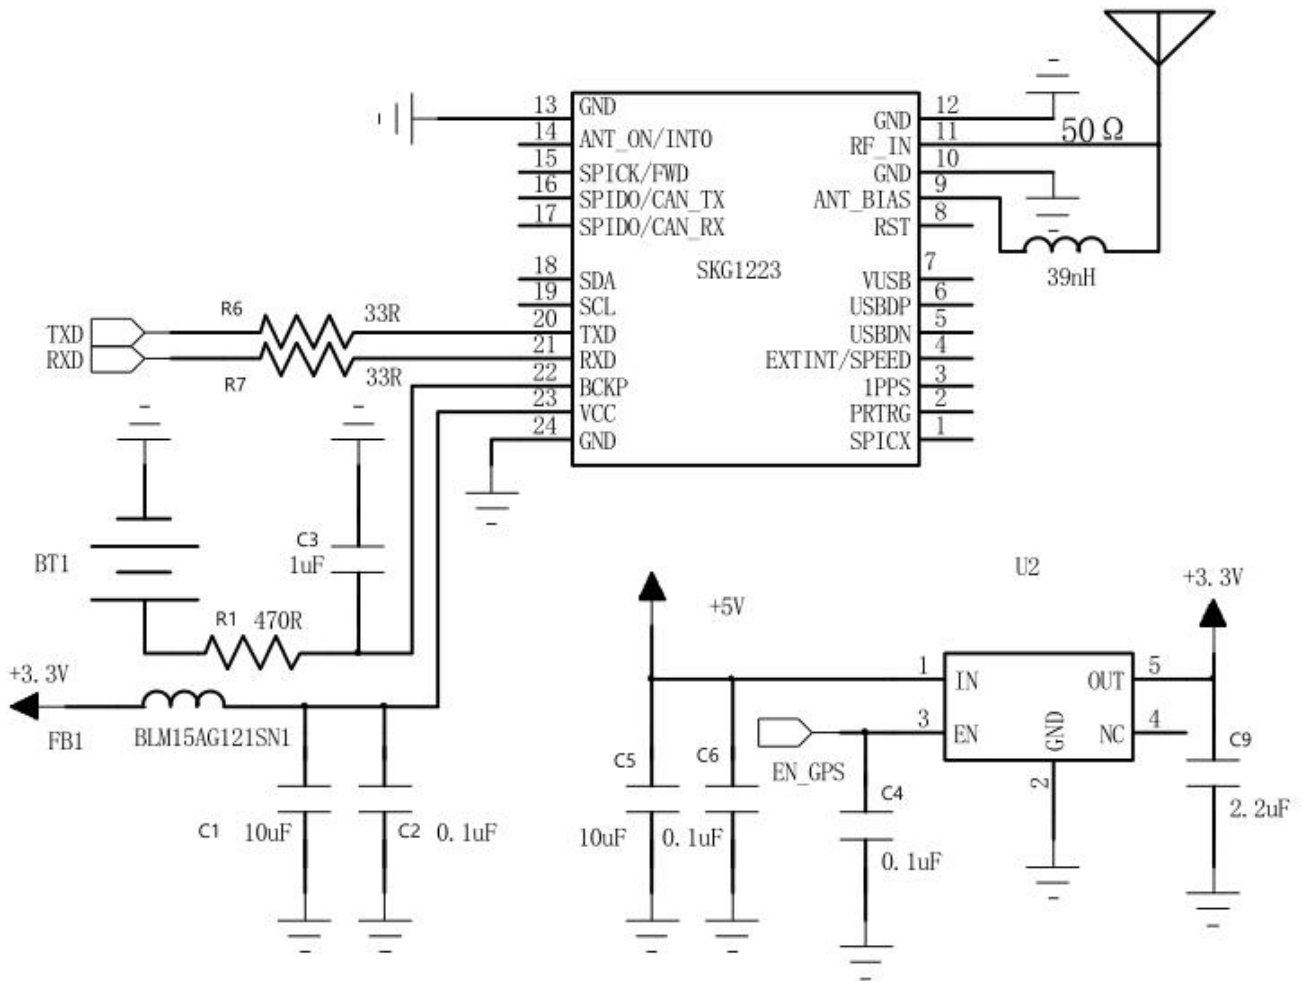 13
GND
14
ANT_ON/INT0
15
SPICK/FWD
16
SPIDO/CAN_TX
17
SPIDO/CAN_RX
18
SDA
19
SCL
20
TXD
21
RXD
22
BCKP
23
VCC
24
GND
SKG1223
12
GND
11
RF_IN
50Ω
10
GND
9
ANT_BIAS
8
RST
39nH
7
VUSB
6
USBDP
5
USBDN
4
EXTINT/SPEED
3
1PPS
2
PRTRG
1
SPICX
TXD
RXD
R6
33R
R7
33R
BT1
C3
1uF
R1 470R
+3.3V
FB1
BLM15AG121SN1
C1 10uF
C2 0.1uF
+5V
U2
+3.3V
1
IN
OUT
5
3
EN
GND
NC
4
2
EN_GPS
C5
10uF
C6
0.1uF
C4
0.1uF
C9
2.2uF